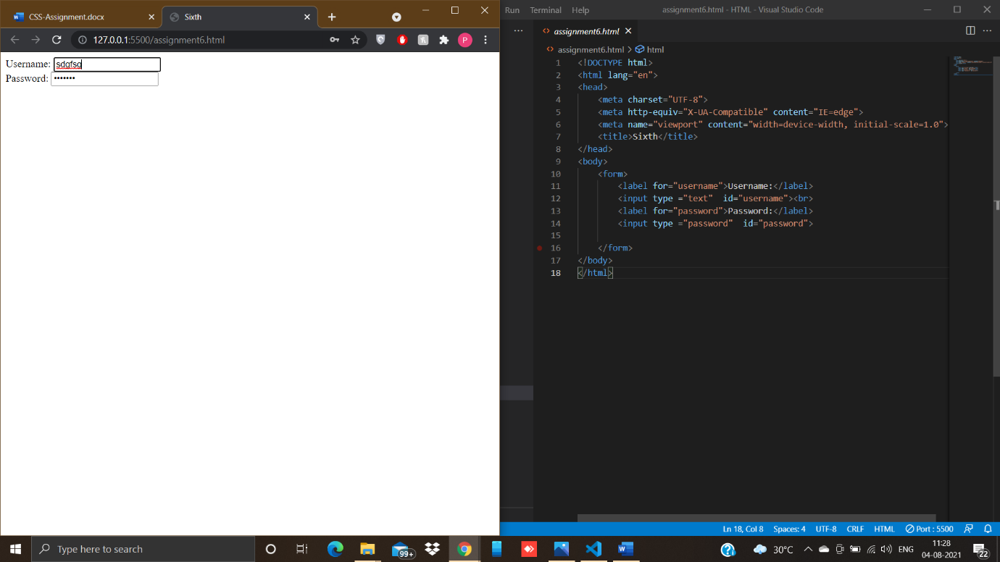 CSS-Assignment.docx
Sixth
127.0.0.1:5500/assignment6.html
P
Username: sdgfsg
Password: •••••••
Run Terminal Help
assignment6.html - HTML - Visual Studio Code
assignment6.html
assignment6.html > html
1 <!DOCTYPE html>
2 <html lang="en">
3 <head>
4 <meta charset="UTF-8">
5 <meta http-equiv="X-UA-Compatible" content="IE=edge">
6 <meta name="viewport" content="width=device-width, initial-scale=1.0">
7 <title>Sixth</title>
8 </head>
9 <body>
10 <form>
11 <label for="username">Username:</label>
12 <input type ="text"  id="username"><br>
13 <label for="password">Password:</label>
14 <input type ="password"  id="password">
15
16 </form>
17 </body>
18 </html>
Ln 18, Col 8 Spaces: 4 UTF-8 CRLF HTML Port : 5500
Type here to search
99+
30°C
ENG
11:28
04-08-2021
22